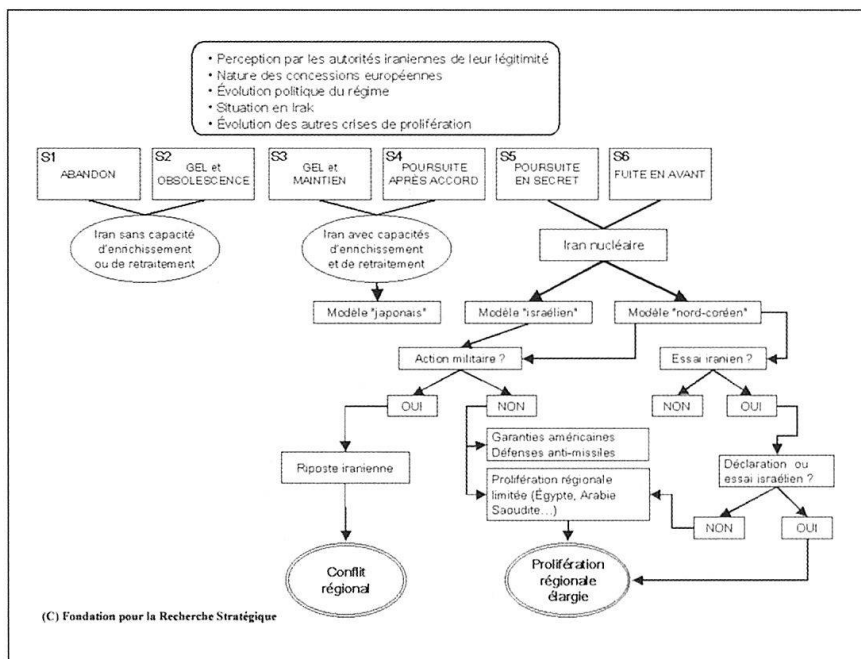 • Perception par les autorités iraniennes de leur légitimité
• Nature des concessions européennes
• Évolution politique du régime
• Situation en Irak
• Évolution des autres crises de prolifération
S1
ABANDON
S2
GEL et
OBSOLESCENCE
S3
GEL et
MAINTIEN
S4
POURSUITE
APRÈS ACCORD
S5
POURSUITE
EN SECRET
S6
FUITE EN AVANT
Iran sans capacité
d'enrichissement
ou de retraitement
Iran avec capacités
d'enrichissement
et de retraitement
Iran nucléaire
Modèle "japonais"
Modèle "israélien"
Modèle "nord-coréen"
Action militaire ?
Essai iranien ?
OUI
NON
NON
OUI
Garanties américaines
Défenses anti-missiles
Riposte iranienne
Prolifération régionale
limitée (Égypte, Arabie
Saoudite...)
Déclaration ou
essai israélien ?
NON
OUI
Conflit
régional
Prolifération
régionale
élargie
(C) Fondation pour la Recherche Stratégique